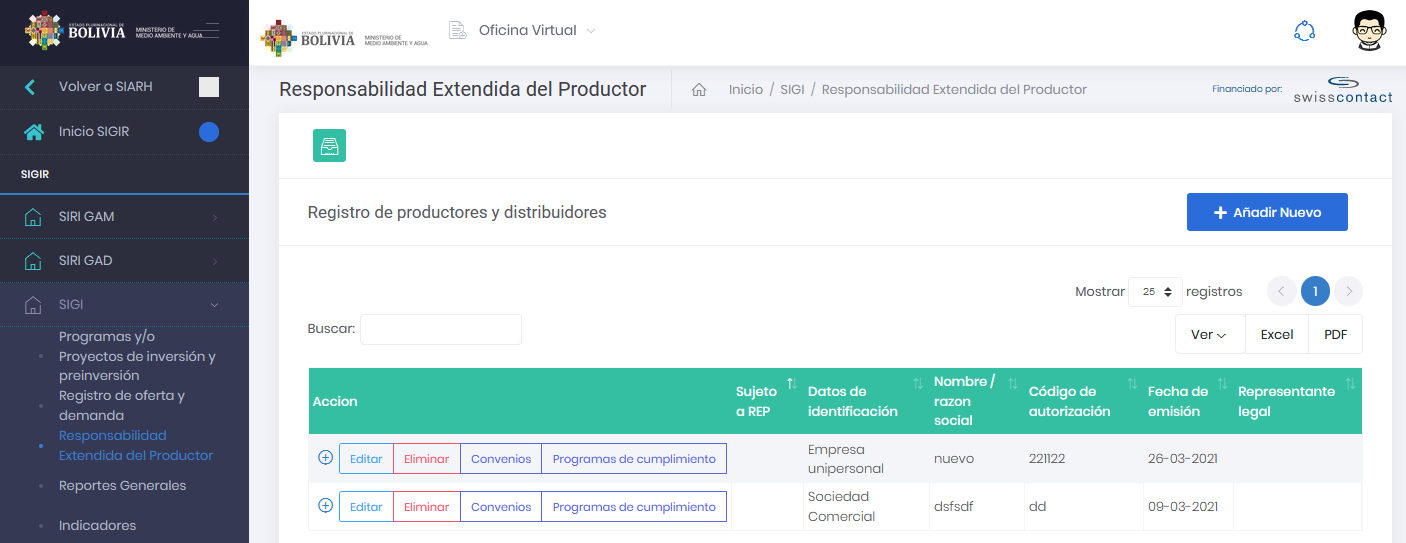 ESTADO PLURINACIONAL DE
BOLIVIA
MINISTERIO DE
MEDIO AMBIENTE Y AGUA
Volver a SIARH
Inicio SIGIR
SIGIR
SIRI GAM
SIRI GAD
SIGI
Programas y/o
Proyectos de inversión y
preinversión
Registro de oferta y
demanda
Responsabilidad
Extendida del Productor
Reportes Generales
Indicadores
ESTADO PLURINACIONAL DE
BOLIVIA
MINISTERIO DE
MEDIO AMBIENTE Y AGUA
Oficina Virtual
Responsabilidad Extendida del Productor
Inicio / SIGI / Responsabilidad Extendida del Productor
Financiado por:
swisscontact
Registro de productores y distribuidores
Añadir Nuevo
Mostrar 25 registros
1
Buscar:
Ver Excel PDF
Accion
Sujeto
a REP
Datos de
identificación
Nombre /
razon
social
Código de
autorización
Fecha de
emisión
Representante
legal
Editar Eliminar Convenios Programas de cumplimiento
Empresa
unipersonal
nuevo
221122
26-03-2021
Editar Eliminar Convenios Programas de cumplimiento
Sociedad
Comercial
dsfsdf
dd
09-03-2021